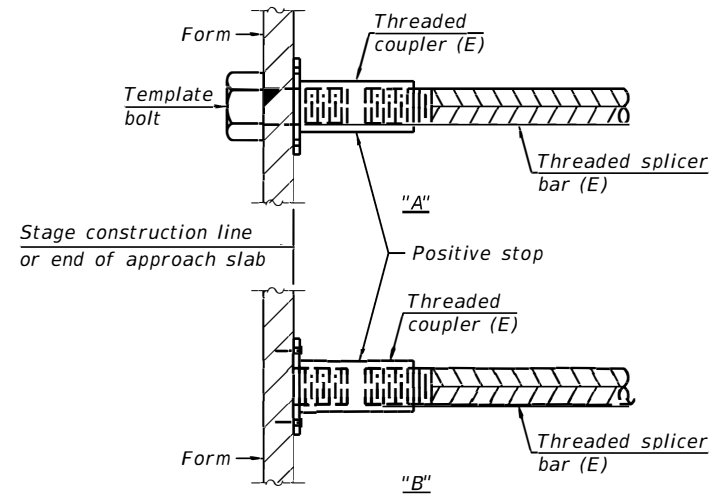 Form
Threaded
coupler (E)
Template
bolt
Threaded splicer
bar (E)
"A"
Stage construction line
or end of approach slab
Positive stop
Threaded
coupler (E)
Threaded splicer
bar (E)
Form
"B"